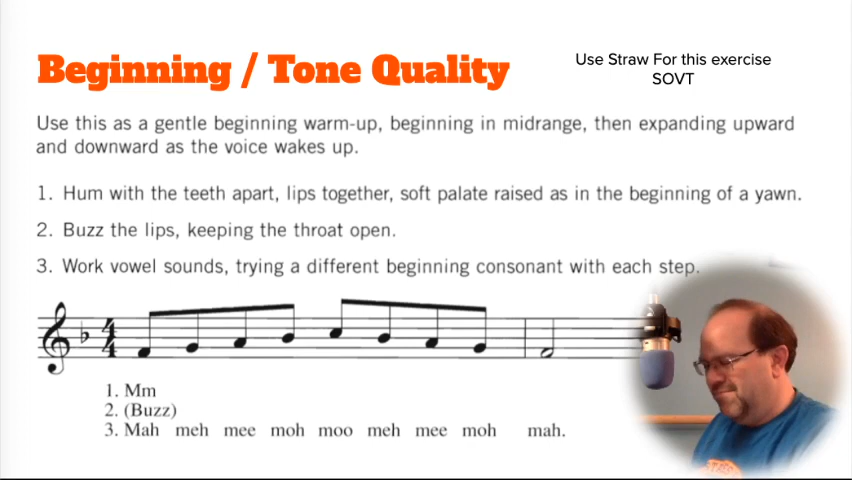 Beginning / Tone Quality
Use Straw For this exercise
SOVT
Use this as a gentle beginning warm-up, beginning in midrange, then expanding upward
and downward as the voice wakes up.
1. Hum with the teeth apart, lips together, soft palate raised as in the beginning of a yawn.
2. Buzz the lips, keeping the throat open.
3. Work vowel sounds, trying a different beginning consonant with each step.
4
4
1. Mm
2. (Buzz)
3. Mah meh mee moh moo meh mee moh mah.